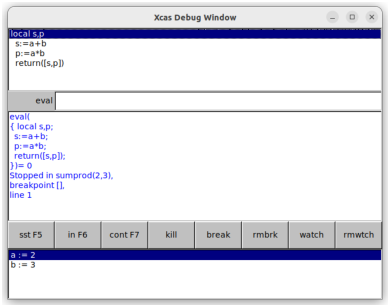 Xcas Debug Window
local s,p
s:=a+b
p:=a*b
return([s,p])
eval
eval(
{ local s,p;
s:=a+b;
p:=a*b;
return([s,p]);
})= 0
Stopped in sumprod(2,3),
breakpoint [],
line 1
sst F5 in F6 cont F7 kill break rmbrk watch rmwtch
a := 2
b := 3